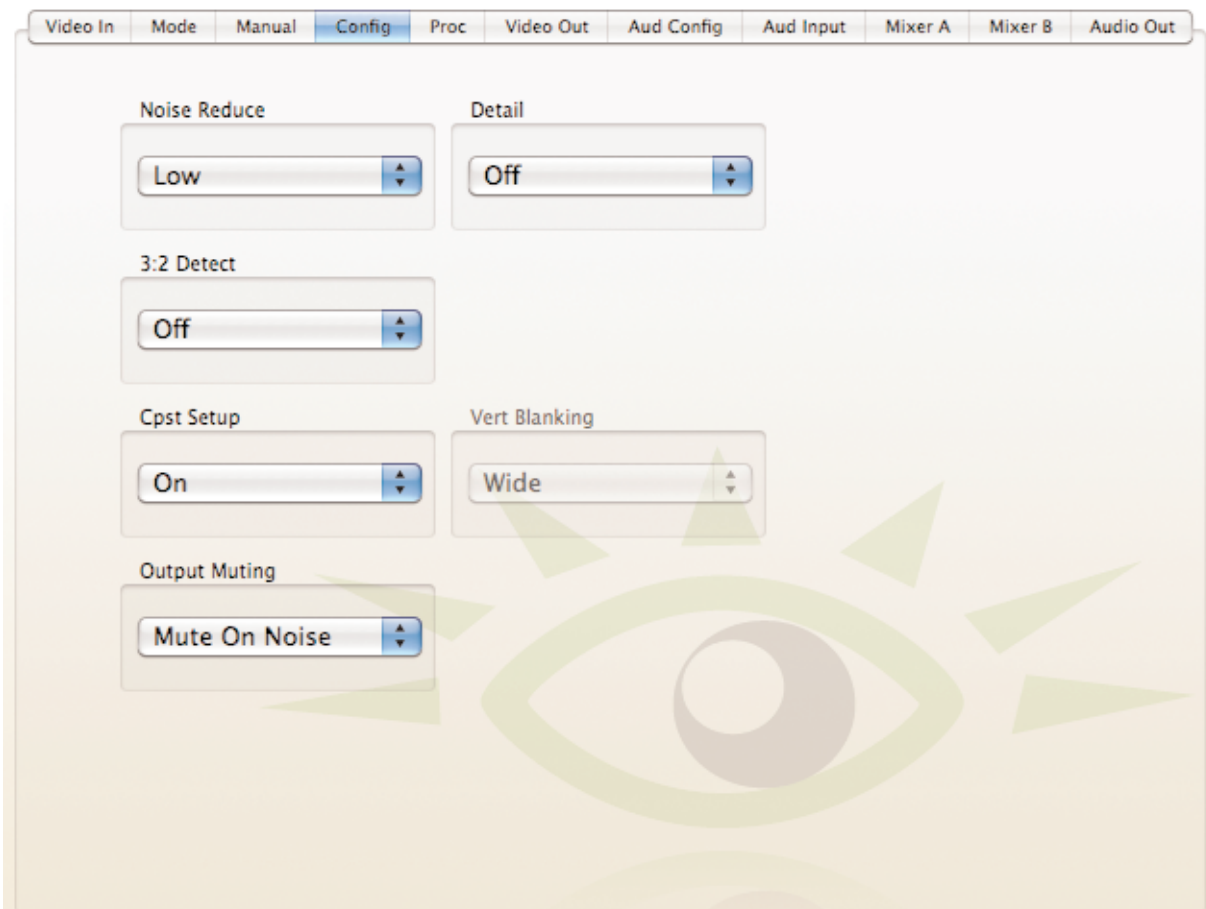 Video In Mode Manual Config Proc Video Out Aud Config Aud Input Mixer A Mixer B Audio Out
Noise Reduce Detail
Low Off
3:2 Detect
Off
Cpst Setup Vert Blanking
On Wide
Output Muting
Mute On Noise